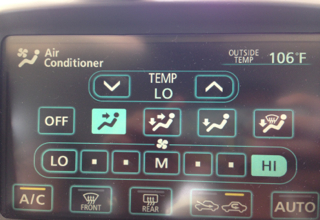 Air
Conditioner
OUTSIDE
TEMP 106°F
TEMP
LO
OFF
LO M HI
A/C FRONT REAR AUTO